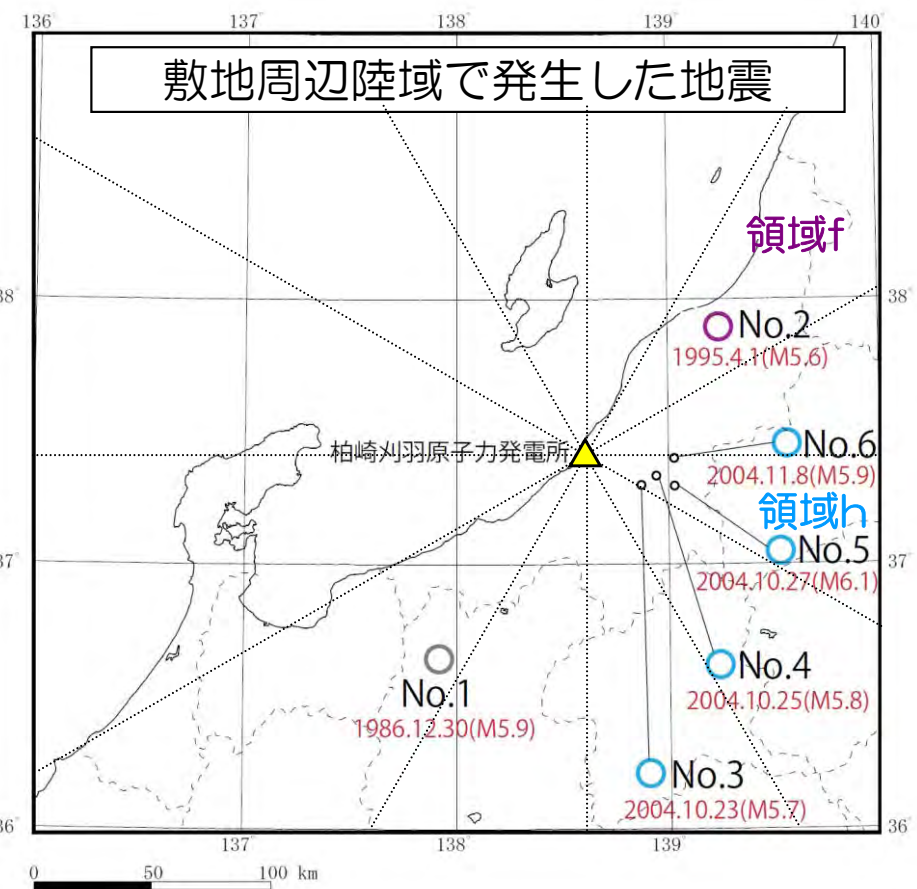 136 137° 138° 139° 140°
敷地周辺陸域で発生した地震
領域f
38° 38°
No.2
1995.4.1(M5.6)
柏崎刈羽原子力発電所
No.6
2004.11.8(M5.9)
領域h
No.5
37° 37°
2004.10.27(M6.1)
No.4
2004.10.25(M5.8)
No.1
1986.12.30(M5.9)
No.3
2004.10.23(M5.7)
36° 36°
137° 138° 139°
0 50 100 km